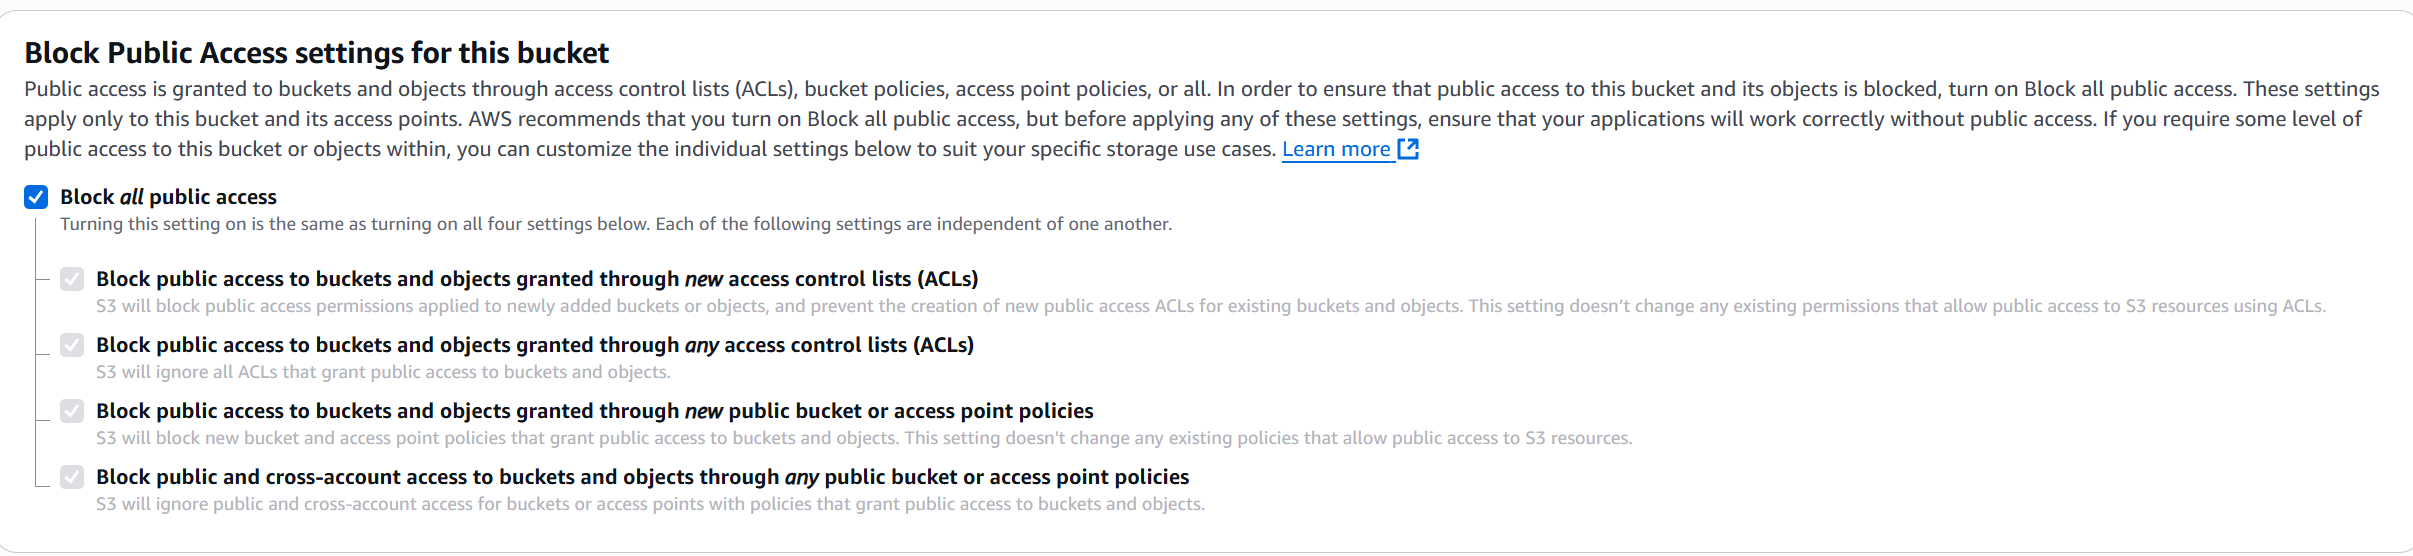 Block Public Access settings for this bucket
Public access is granted to buckets and objects through access control lists (ACLs), bucket policies, access point policies, or all. In order to ensure that public access to this bucket and its objects is blocked, turn on Block all public access. These settings
apply only to this bucket and its access points. AWS recommends that you turn on Block all public access, but before applying any of these settings, ensure that your applications will work correctly without public access. If you require some level of
public access to this bucket or objects within, you can customize the individual settings below to suit your specific storage use cases. Learn more
Block all public access
Turning this setting on is the same as turning on all four settings below. Each of the following settings are independent of one another.
Block public access to buckets and objects granted through new access control lists (ACLs)
S3 will block public access permissions applied to newly added buckets or objects, and prevent the creation of new public access ACLs for existing buckets and objects. This setting doesn't change any existing permissions that allow public access to S3 resources using ACLs.
Block public access to buckets and objects granted through any access control lists (ACLs)
S3 will ignore all ACLs that grant public access to buckets and objects.
Block public access to buckets and objects granted through new public bucket or access point policies
S3 will block new bucket and access point policies that grant public access to buckets and objects. This setting doesn't change any existing policies that allow public access to S3 resources.
Block public and cross-account access to buckets and objects through any public bucket or access point policies
S3 will ignore public and cross-account access for buckets or access points with policies that grant public access to buckets and objects.